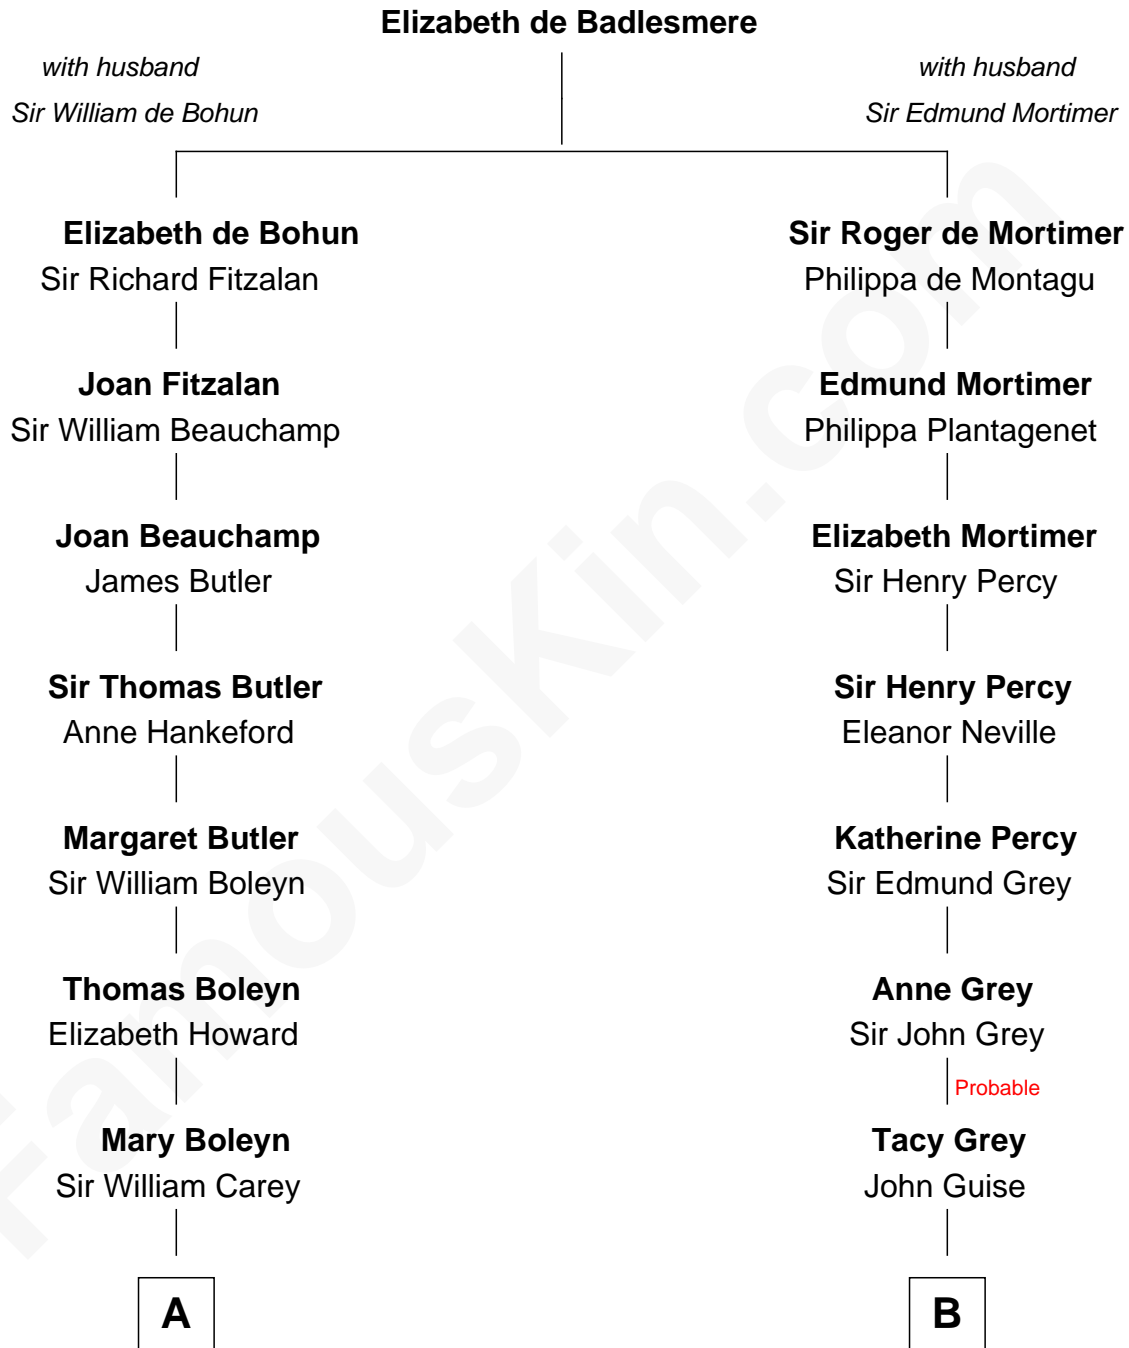 Elizabeth de Badlesmere
with husband
Sir William de Bohun
with husband
Sir Edmund Mortimer
Elizabeth de Bohun
Sir Richard Fitzalan
Joan Fitzalan
Sir William Beauchamp
Joan Beauchamp
James Butler
Sir Thomas Butler
Anne Hankeford
Margaret Butler
Sir William Boleyn
Thomas Boleyn
Elizabeth Howard
Mary Boleyn
Sir William Carey
A
Sir Roger de Mortimer
Philippa de Montagu
Edmund Mortimer
Philippa Plantagenet
Elizabeth Mortimer
Sir Henry Percy
Sir Henry Percy
Eleanor Neville
Katherine Percy
Sir Edmund Grey
Anne Grey
Sir John Grey
Probable
Tacy Grey
John Guise
B
FamousKin.com